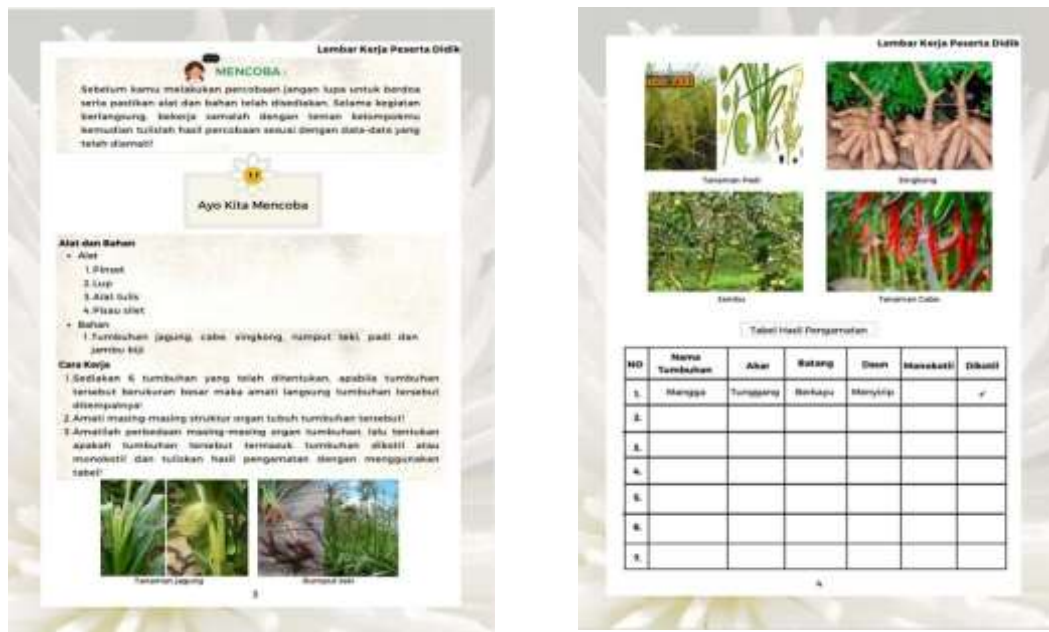 Lembar Kerja Peserta Didik
MENCOBA :
Sebelum kamu melakukan percobaan jangan lupa untuk berdoa
serta pastikan alat dan bahan telah disediakan. Selama kegiatan
berlangsung, bekerja samalah dengan teman kelompokmu
kemudian tulislah hasil percobaan sesuai dengan data-data yang
telah diamati!
Ayo Kita Mencoba
Alat dan Bahan
• Alat
1. Pinset
2. Lup
3. Alat tulis
4. Pisau silet
• Bahan
1. Tumbuhan jagung, cabe, singkong, rumput teki, padi dan
jambu biji
Cara Kerja
1. Sediakan 6 tumbuhan yang telah ditentukan, apabila tumbuhan
tersebut berukuran besar maka amati langsung tumbuhan tersebut
ditempatnya!
2. Amati masing-masing struktur organ tubuh tumbuhan tersebut!
3. Amatilah perbedaan masing-masing organ tumbuhan, lalu tentukan
apakah tumbuhan tersebut termasuk tumbuhan dikotil atau
monokotil dan tuliskan hasil pengamatan dengan menggunakan
tabel!
Tanaman jagung
Rumput teki
3
Lembar Kerja Peserta Didik
Tanaman Padi
Singkong
Jambu
Tanaman Cabe
Tabel Hasil Pengamatan
NO Nama Tumbuhan Akar Batang Daun Monokotil Dikotil
1. Mangga Tunggang Berkayu Menyirip ✓
2.
3.
4.
5.
6.
7.
4